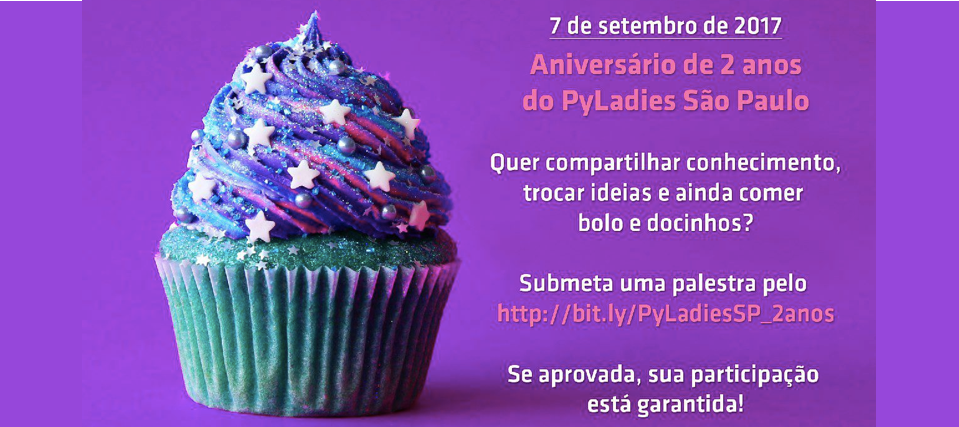 7 de setembro de 2017
Aniversário de 2 anos
do PyLadies São Paulo
Quer compartilhar conhecimento,
trocar ideias e ainda comer
bolo e docinhos?
Submeta uma palestra pelo
http://bit.ly/PyLadiesSP_2anos
Se aprovada, sua participação
está garantida!